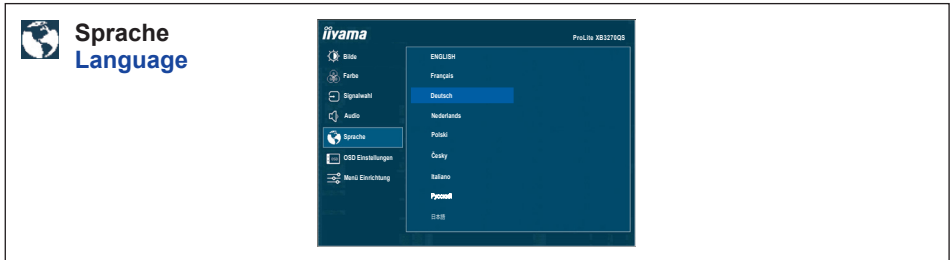 Sprache
Language
iiyama
ProLite XB3270QS
Bilde
Farbe
Signalwahl
Audio
Sprache
OSD Einstellungen
Menü Einrichtung
ENGLISH
Français
Deutsch
Nederlands
Polski
Česky
Italiano
Русский
日本語